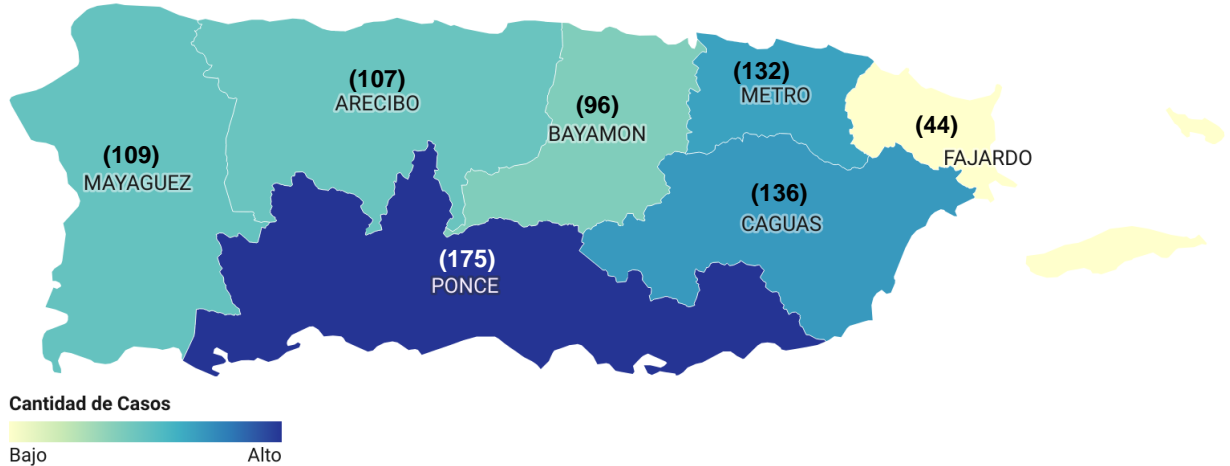 (107)
ARECIBO
(132)
METRO
(96)
BAYAMON
(44)
FAJARDO
(109)
MAYAGUEZ
(136)
CAGUAS
(175)
PONCE
Cantidad de Casos
Bajo Alto